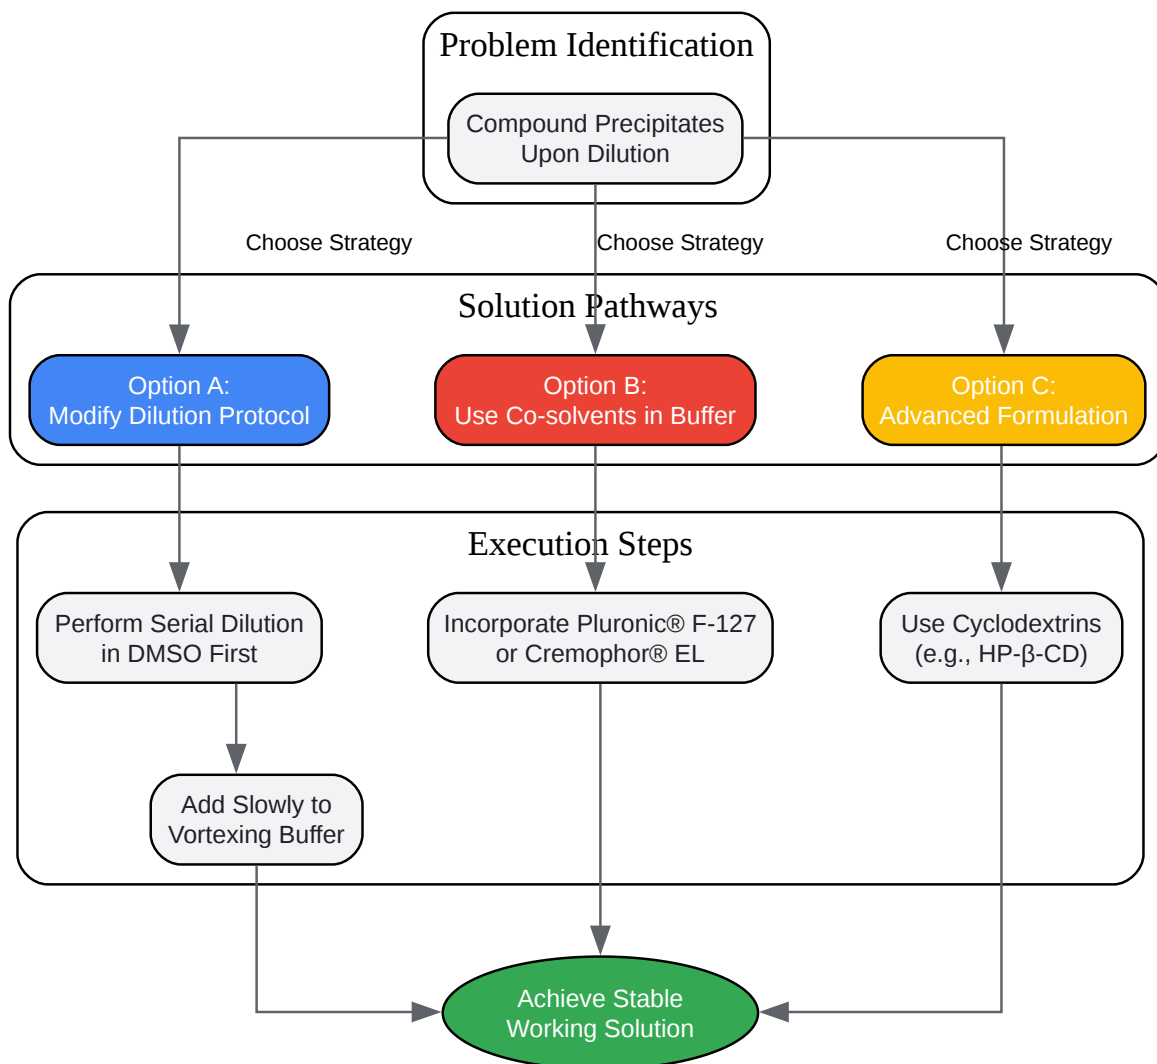 Problem Identification
Compound Precipitates
Upon Dilution
Choose Strategy
Choose Strategy
Choose Strategy
Solution Pathways
Option A:
Modify Dilution Protocol
Option B:
Use Co-solvents in Buffer
Option C:
Advanced Formulation
Execution Steps
Perform Serial Dilution
in DMSO First
Incorporate Pluronic® F-127
or Cremophor® EL
Use Cyclodextrins
(e.g., HP-β-CD)
Add Slowly to
Vortexing Buffer
Achieve Stable
Working Solution